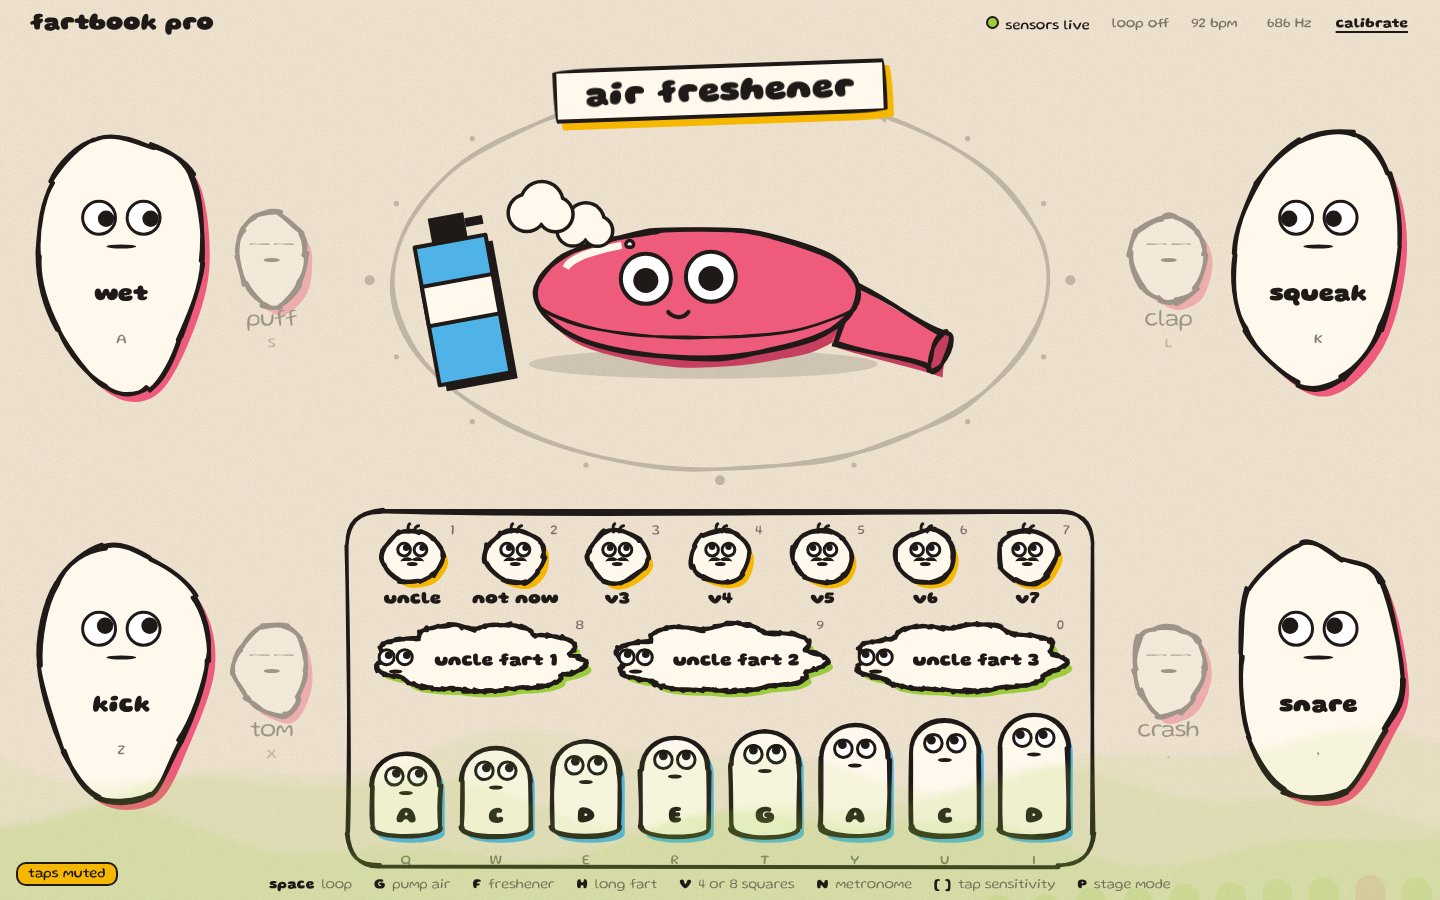 fartbook pro
sensors live loop off 92 bpm 686 Hz calibrate
air freshener
wet
A
puff
S
clap
L
squeak
K
1 2 3 4 5 6 7
uncle not now v3 v4 v5 v6 v7
8 9 0
uncle fart 1 uncle fart 2 uncle fart 3
kick
Z
tom
X
crash
.
snare
,
A C D E G A C D
Q W E R T Y U I
taps muted
space loop G pump air F freshener H long fart V 4 or 8 squares N metronome [ ] tap sensitivity P stage mode